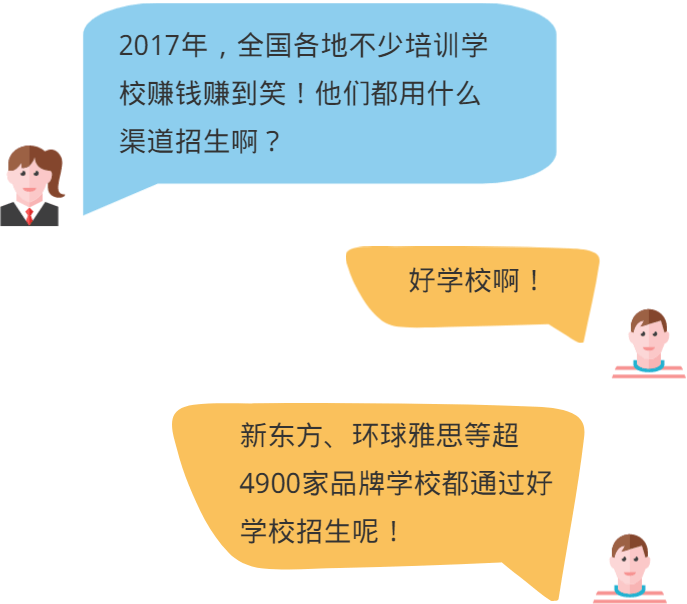 2017年，全国各地不少培训学
校赚钱赚到笑！他们都用什么
渠道招生啊？
好学校啊！
新东方、环球雅思等超
4900家品牌学校都通过好
学校招生呢！